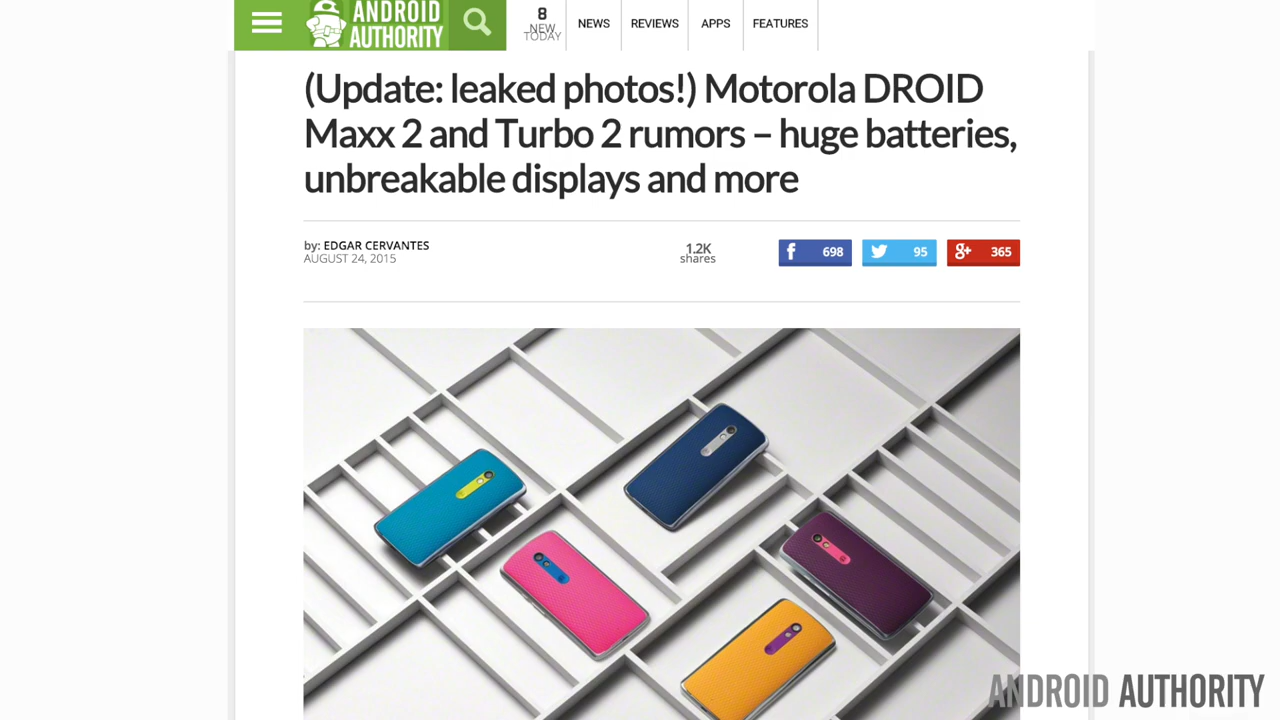 ANDROID
AUTHORITY
8
NEW
TODAY
NEWS
REVIEWS
APPS
FEATURES
(Update: leaked photos!) Motorola DROID
Maxx 2 and Turbo 2 rumors – huge batteries,
unbreakable displays and more
by: EDGAR CERVANTES
AUGUST 24, 2015
1.2K
shares
f 698
95
g+ 365
ANDROID AUTHORITY